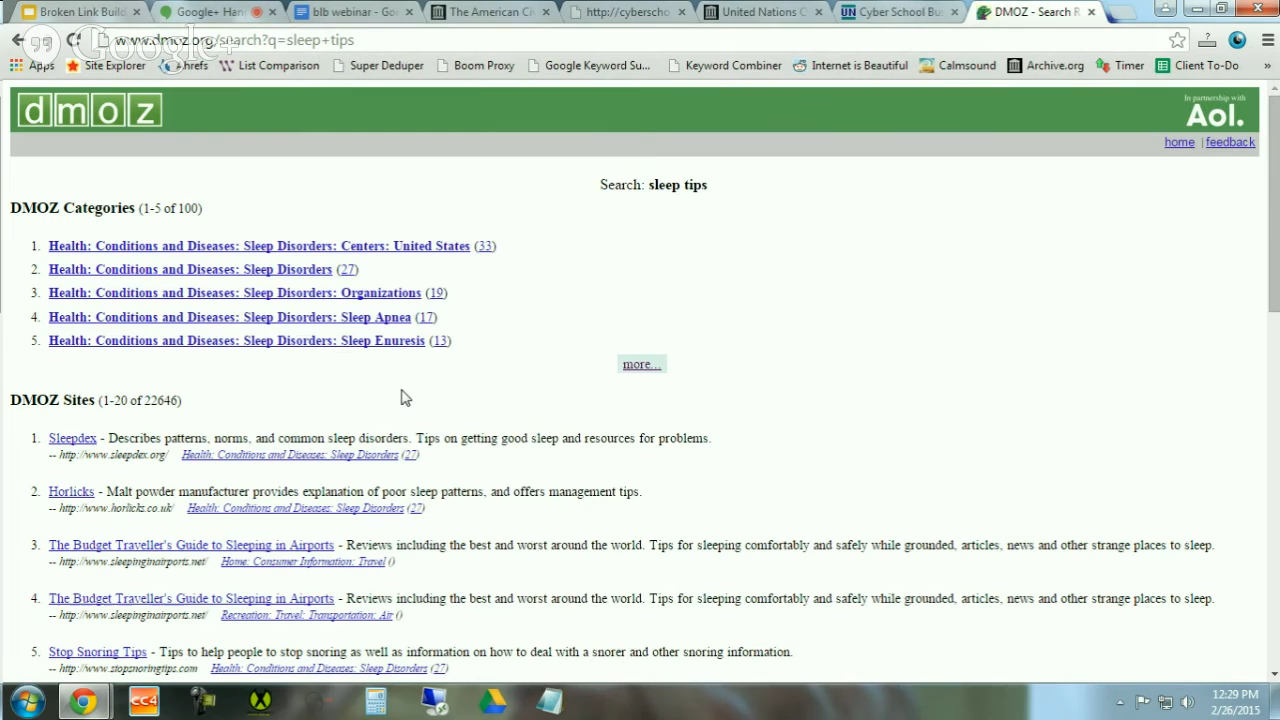 Broken Link Build
Google+ Han
blb webinar - Go
The American Civ
http://cyberscho
United Nations C
Cyber School Bu
DMOZ - Search R
www.dmoz.org/search?q=sleep+tips
Google+
Apps
Site Explorer
hrefs
List Comparison
Super Deduper
Boom Proxy
Google Keyword Su...
Keyword Combiner
Internet is Beautiful
Calmsound
Archive.org
Timer
Client To-Do
»
dmoz
In partnership with
Aol.
home | feedback
Search: sleep tips
DMOZ Categories (1-5 of 100)
1. Health: Conditions and Diseases: Sleep Disorders: Centers: United States (33)
2. Health: Conditions and Diseases: Sleep Disorders (27)
3. Health: Conditions and Diseases: Sleep Disorders: Organizations (19)
4. Health: Conditions and Diseases: Sleep Disorders: Sleep Apnea (17)
5. Health: Conditions and Diseases: Sleep Disorders: Sleep Enuresis (13)
more...
DMOZ Sites (1-20 of 22646)
1. Sleepdex - Describes patterns, norms, and common sleep disorders. Tips on getting good sleep and resources for problems.
-- http://www.sleepdex.org/ Health: Conditions and Diseases: Sleep Disorders (27)
2. Horlicks - Malt powder manufacturer provides explanation of poor sleep patterns, and offers management tips.
-- http://www.horlicks.co.uk/ Health: Conditions and Diseases: Sleep Disorders (27)
3. The Budget Traveller's Guide to Sleeping in Airports - Reviews including the best and worst around the world. Tips for sleeping comfortably and safely while grounded, articles, news and other strange places to sleep.
-- http://www.sleepinginairports.net/ Home: Consumer Information: Travel ()
4. The Budget Traveller's Guide to Sleeping in Airports - Reviews including the best and worst around the world. Tips for sleeping comfortably and safely while grounded, articles, news and other strange places to sleep.
-- http://www.sleepinginairports.net/ Recreation: Travel: Transportation: Air ()
5. Stop Snoring Tips - Tips to help people to stop snoring as well as information on how to deal with a snorer and other snoring information.
-- http://www.stopsnoringtips.com Health: Conditions and Diseases: Sleep Disorders (27)
CC4
12:29 PM
2/26/2015